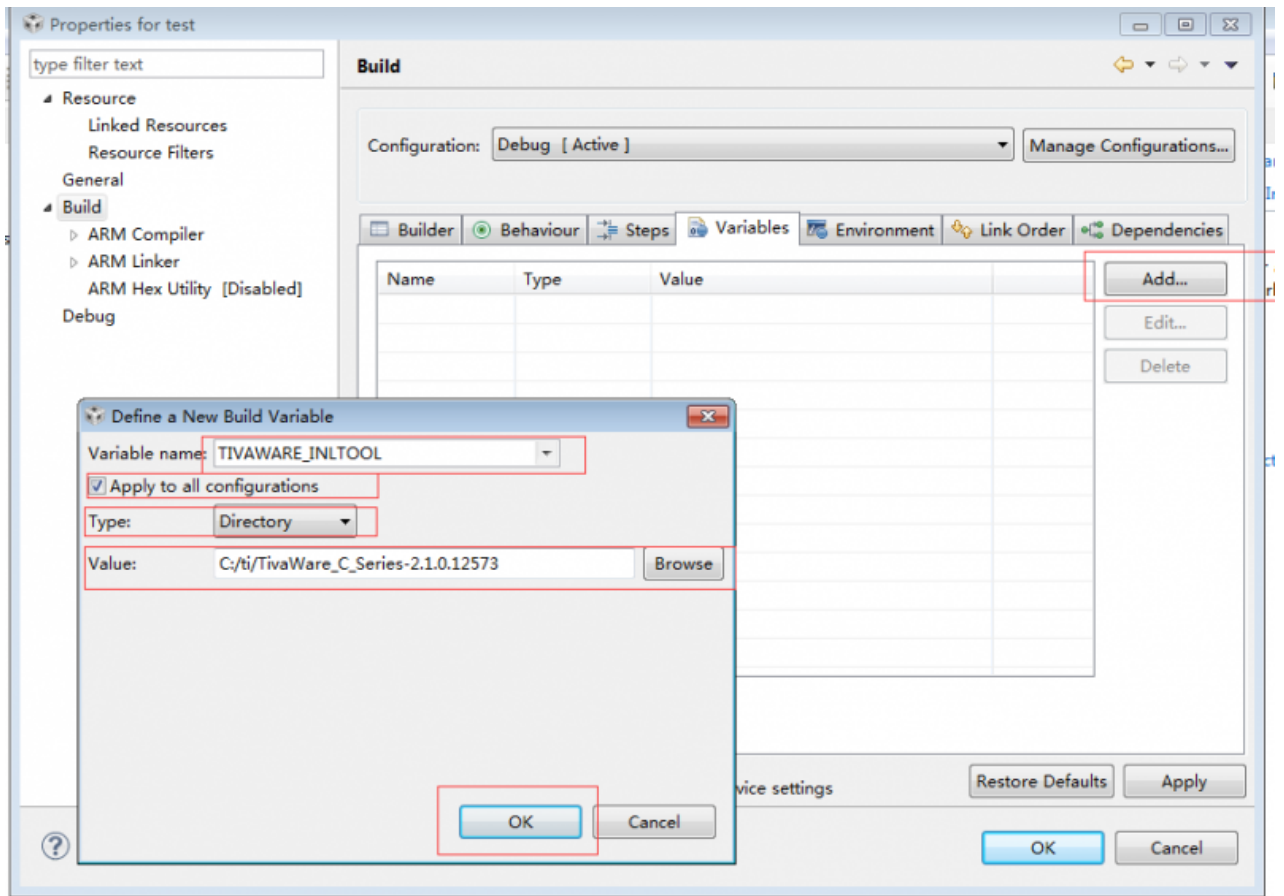 Properties for test
type filter text
Resource
Linked Resources
Resource Filters
General
Build
ARM Compiler
ARM Linker
ARM Hex Utility [Disabled]
Debug
Build
Configuration: Debug [ Active ] Manage Configurations...
Builder Behaviour Steps Variables Environment Link Order Dependencies
Name Type Value
Add...
Edit...
Delete
Define a New Build Variable
Variable name: TIVAWARE_INLTOOL
Apply to all configurations
Type: Directory
Value: C:/ti/TivaWare_C_Series-2.1.0.12573 Browse
OK Cancel
vice settings
Restore Defaults Apply
OK Cancel